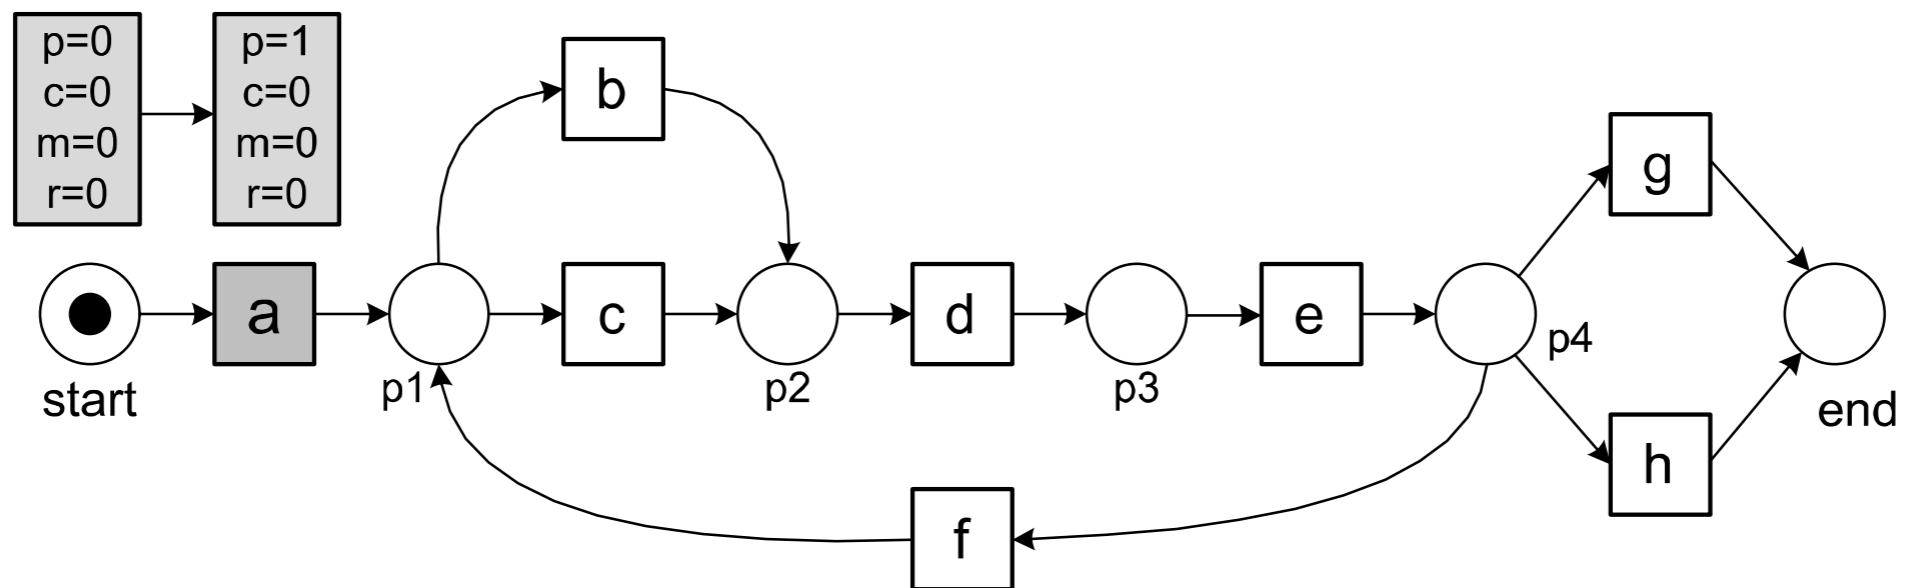 p=0
c=0
m=0
r=0
p=1
c=0
m=0
r=0
b
g
a
c
d
e
p4
start
p1
p2
p3
end
h
f